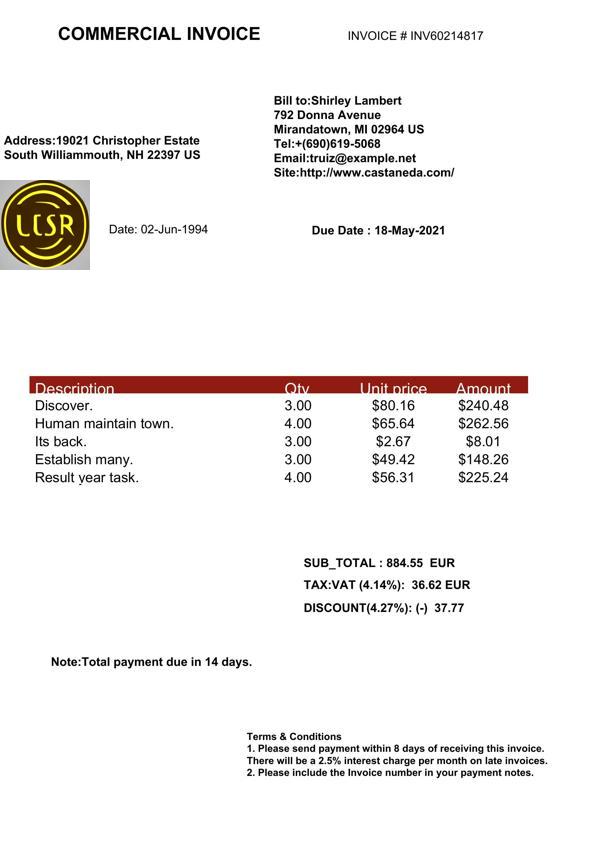 COMMERCIAL INVOICE
INVOICE # INV60214817
Bill to:Shirley Lambert
792 Donna Avenue
Mirandatown, MI 02964 US
Tel:+(690)619-5068
Email:truiz@example.net
Site:http://www.castaneda.com/
Address:19021 Christopher Estate
South Williammouth, NH 22397 US
LCSR
Date: 02-Jun-1994
Due Date : 18-May-2021
Description Qty Unit price Amount
Discover. 3.00 $80.16 $240.48
Human maintain town. 4.00 $65.64 $262.56
Its back. 3.00 $2.67 $8.01
Establish many. 3.00 $49.42 $148.26
Result year task. 4.00 $56.31 $225.24
SUB_TOTAL : 884.55 EUR
TAX:VAT (4.14%): 36.62 EUR
DISCOUNT(4.27%): (-) 37.77
Note:Total payment due in 14 days.
Terms & Conditions
1. Please send payment within 8 days of receiving this invoice.
There will be a 2.5% interest charge per month on late invoices.
2. Please include the Invoice number in your payment notes.